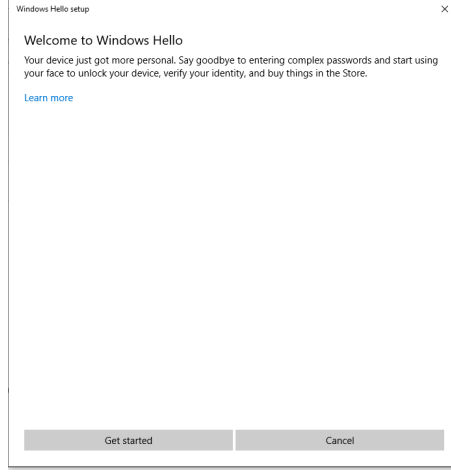 Windows Hello setup
Welcome to Windows Hello
Your device just got more personal. Say goodbye to entering complex passwords and start using
your face to unlock your device, verify your identity, and buy things in the Store.
Learn more
Get started
Cancel